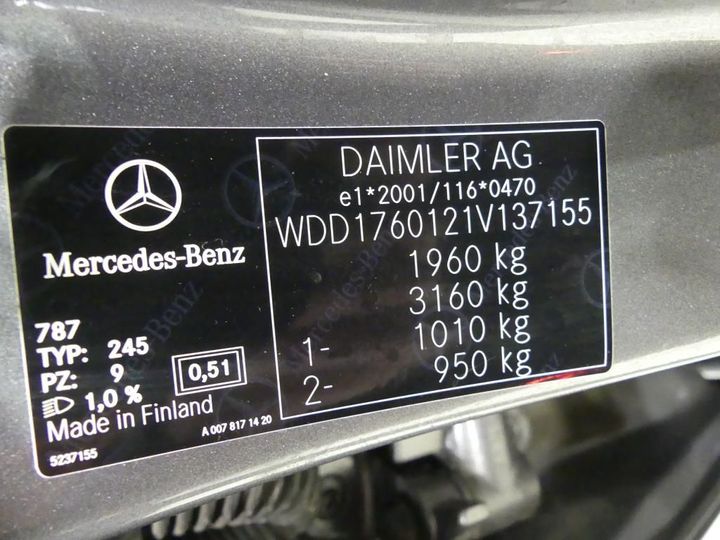 Mercedes-Benz
787
TYP: 245
PZ: 9
1,0 %
0,51
Made in Finland
A 007 817 14 20
5237155
DAIMLER AG
e1*2001/116*0470
WDD1760121V137155
1960 kg
3160 kg
1- 1010 kg
2- 950 kg